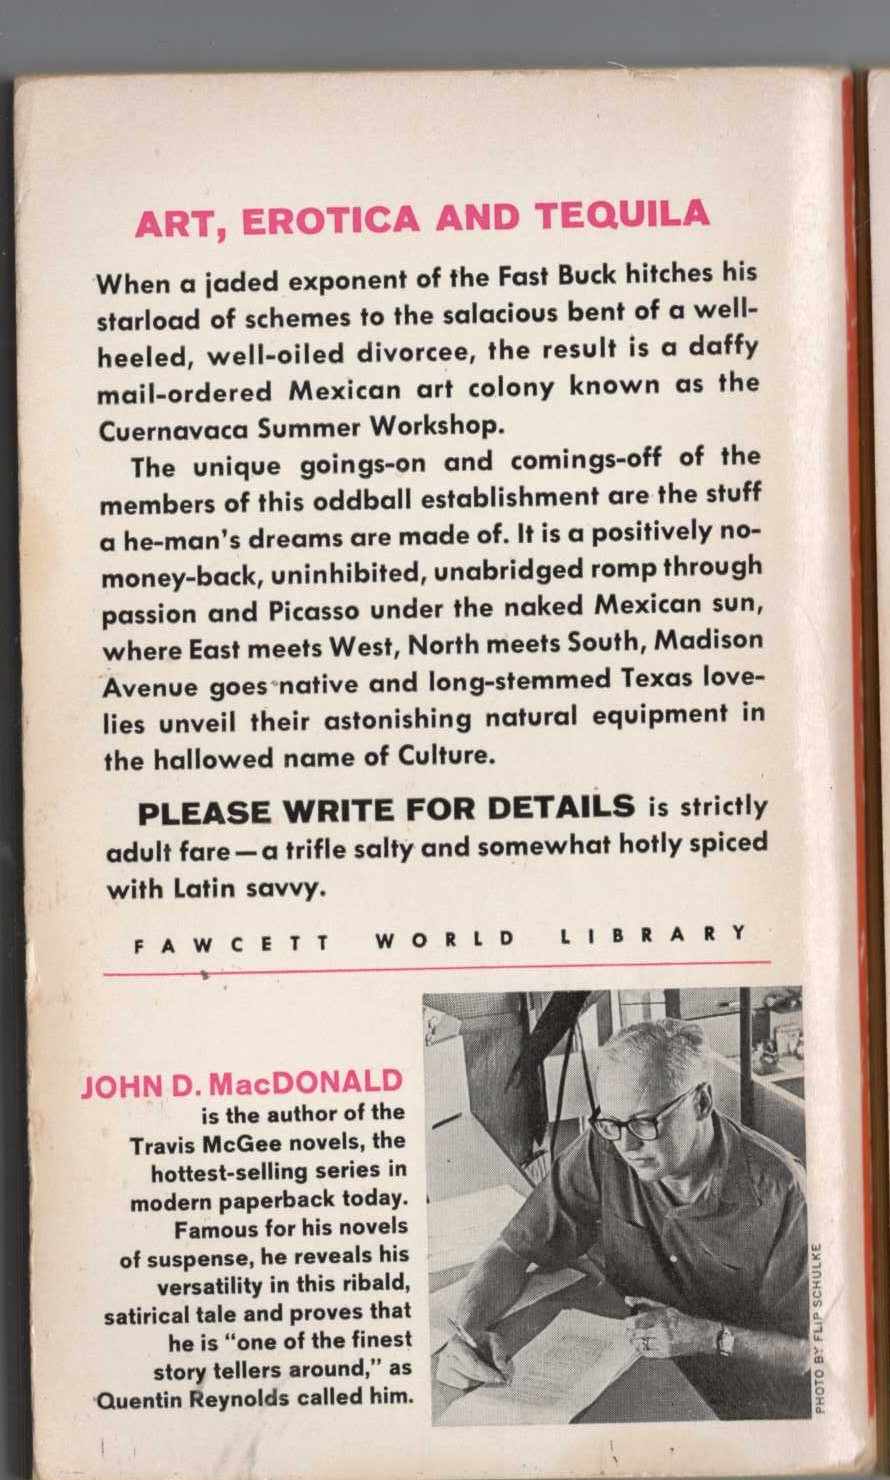 ART, EROTICA AND TEQUILA
When a jaded exponent of the Fast Buck hitches his
starload of schemes to the salacious bent of a well-
heeled, well-oiled divorcee, the result is a daffy
mail-ordered Mexican art colony known as the
Cuernavaca Summer Workshop.
The unique goings-on and comings-off of the
members of this oddball establishment are the stuff
a he-man's dreams are made of. It is a positively no-
money-back, uninhibited, unabridged romp through
passion and Picasso under the naked Mexican sun,
where East meets West, North meets South, Madison
Avenue goes native and long-stemmed Texas love-
lies unveil their astonishing natural equipment in
the hallowed name of Culture.
PLEASE WRITE FOR DETAILS is strictly
adult fare—a trifle salty and somewhat hotly spiced
with Latin savvy.
FAWCETT WORLD LIBRARY
JOHN D. MacDONALD
is the author of the
Travis McGee novels, the
hottest-selling series in
modern paperback today.
Famous for his novels
of suspense, he reveals his
versatility in this ribald,
satirical tale and proves that
he is "one of the finest
story tellers around," as
Quentin Reynolds called him.
PHOTO BY FLIP SCHULKE